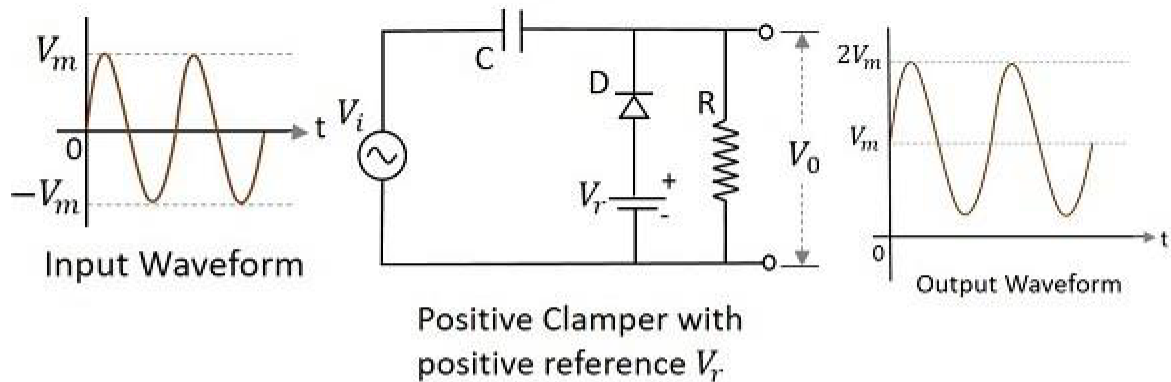 V_m
0
-V_m
t
Input Waveform
V_i
C
D
R
V_r
+
-
V_0
Positive Clamper with
positive reference V_r
2V_m
V_m
0
t
Output Waveform